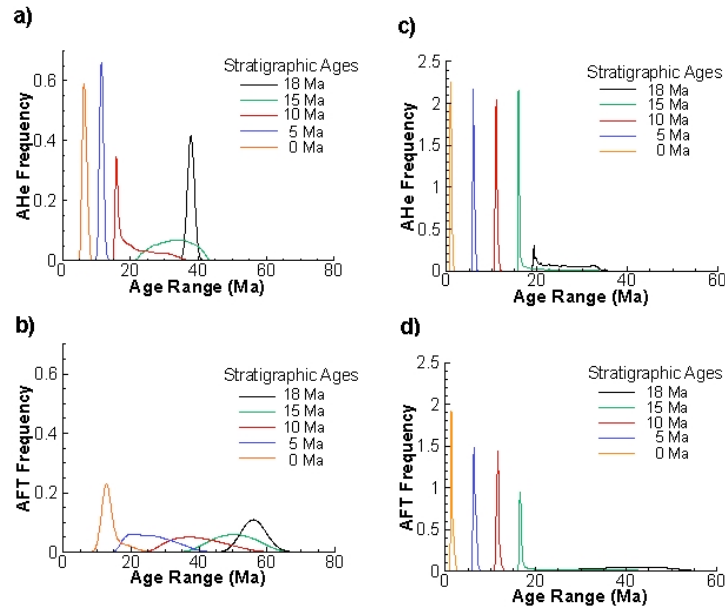 a)
AHe Frequency
0.6
0.4
0.2
0
0 20 40 60 80
Age Range (Ma)
Stratigraphic Ages
18 Ma
15 Ma
10 Ma
5 Ma
0 Ma
b)
AFT Frequency
0.6
0.4
0.2
0
0 20 40 60 80
Age Range (Ma)
Stratigraphic Ages
18 Ma
15 Ma
10 Ma
5 Ma
0 Ma
c)
AHe Frequency
2.5
2
1.5
1
0.5
0
0 10 20 30 40 50 60
Age Range (Ma)
Stratigraphic Ages
18 Ma
15 Ma
10 Ma
5 Ma
0 Ma
d)
AFT Frequency
2.5
2
1.5
1
0.5
0
0 20 40 60
Age Range (Ma)
Stratigraphic Ages
18 Ma
15 Ma
10 Ma
5 Ma
0 Ma